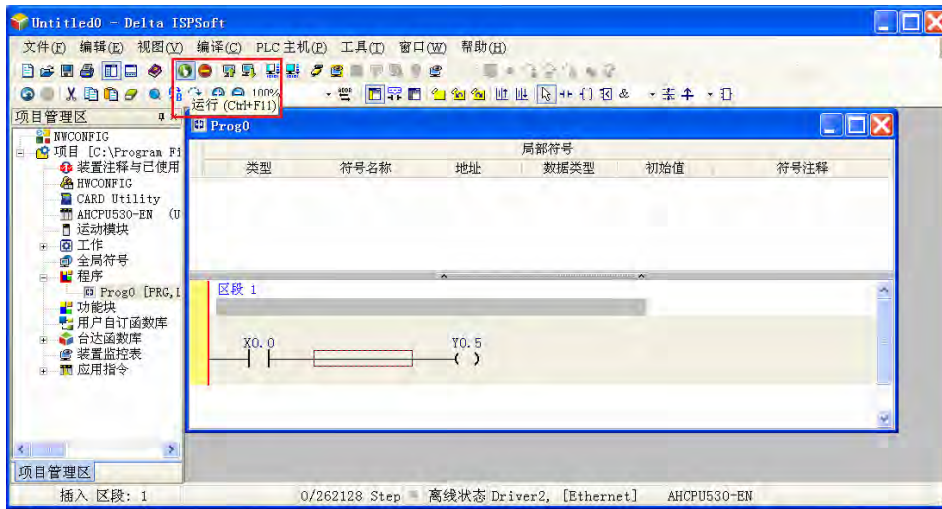 Untitled0 - Delta ISPSoft
文件(F) 编辑(E) 视图(V) 编译(C) PLC主机(P) 工具(T) 窗口(W) 帮助(H)
100%
运行 (Ctrl+F11)
项目管理区
NWCONFIG
项目 [C:\Program Fi
装置注释与已使用
HWCONFIG
CARD Utility
AHCPU530-EN (U
运动模块
工作
全局符号
程序
Prog0 [PRG,L
功能块
用户自订函数库
台达函数库
装置监控表
应用指令
项目管理区
Prog0
局部符号
类型 符号名称 地址 数据类型 初始值 符号注释
区段 1
X0.0 Y0.5
插入 区段: 1 0/262128 Step 离线状态 Driver2, [Ethernet] AHCPU530-EN